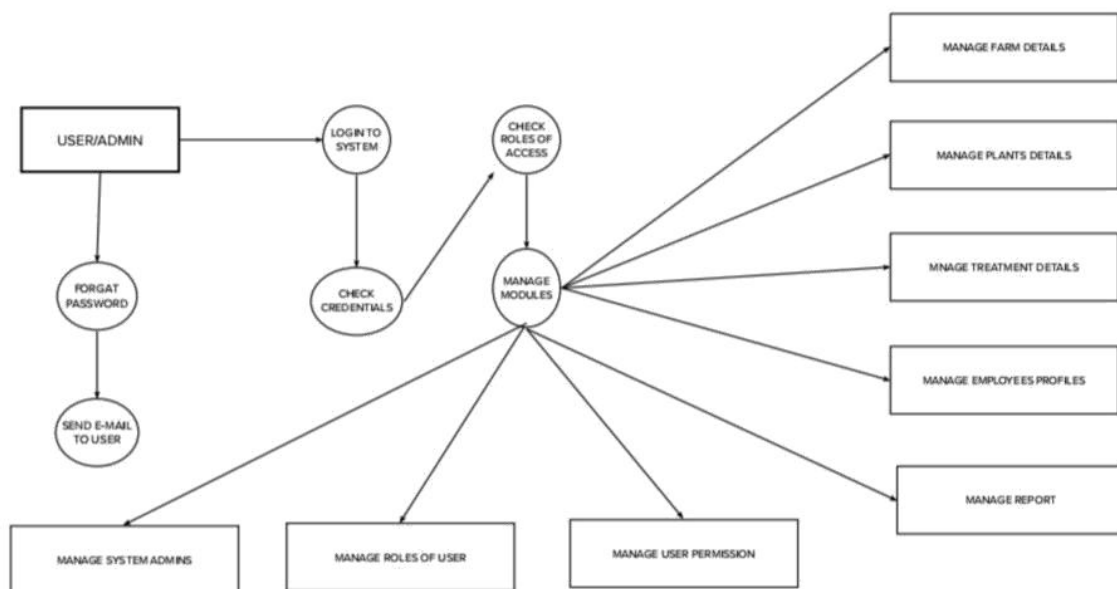 MANAGE FARM DETAILS
USER/ADMIN
LOGIN TO
SYSTEM
CHECK
ROLES OF
ACCESS
MANAGE PLANTS DETAILS
FORGAT
PASSWORD
CHECK
CREDENTIALS
MANAGE
MODULES
MNAGE TREATMENT DETAILS
MANAGE EMPLOYEES PROFILES
SEND E-MAIL
TO USER
MANAGE REPORT
MANAGE SYSTEM ADMINS
MANAGE ROLES OF USER
MANAGE USER PERMISSION